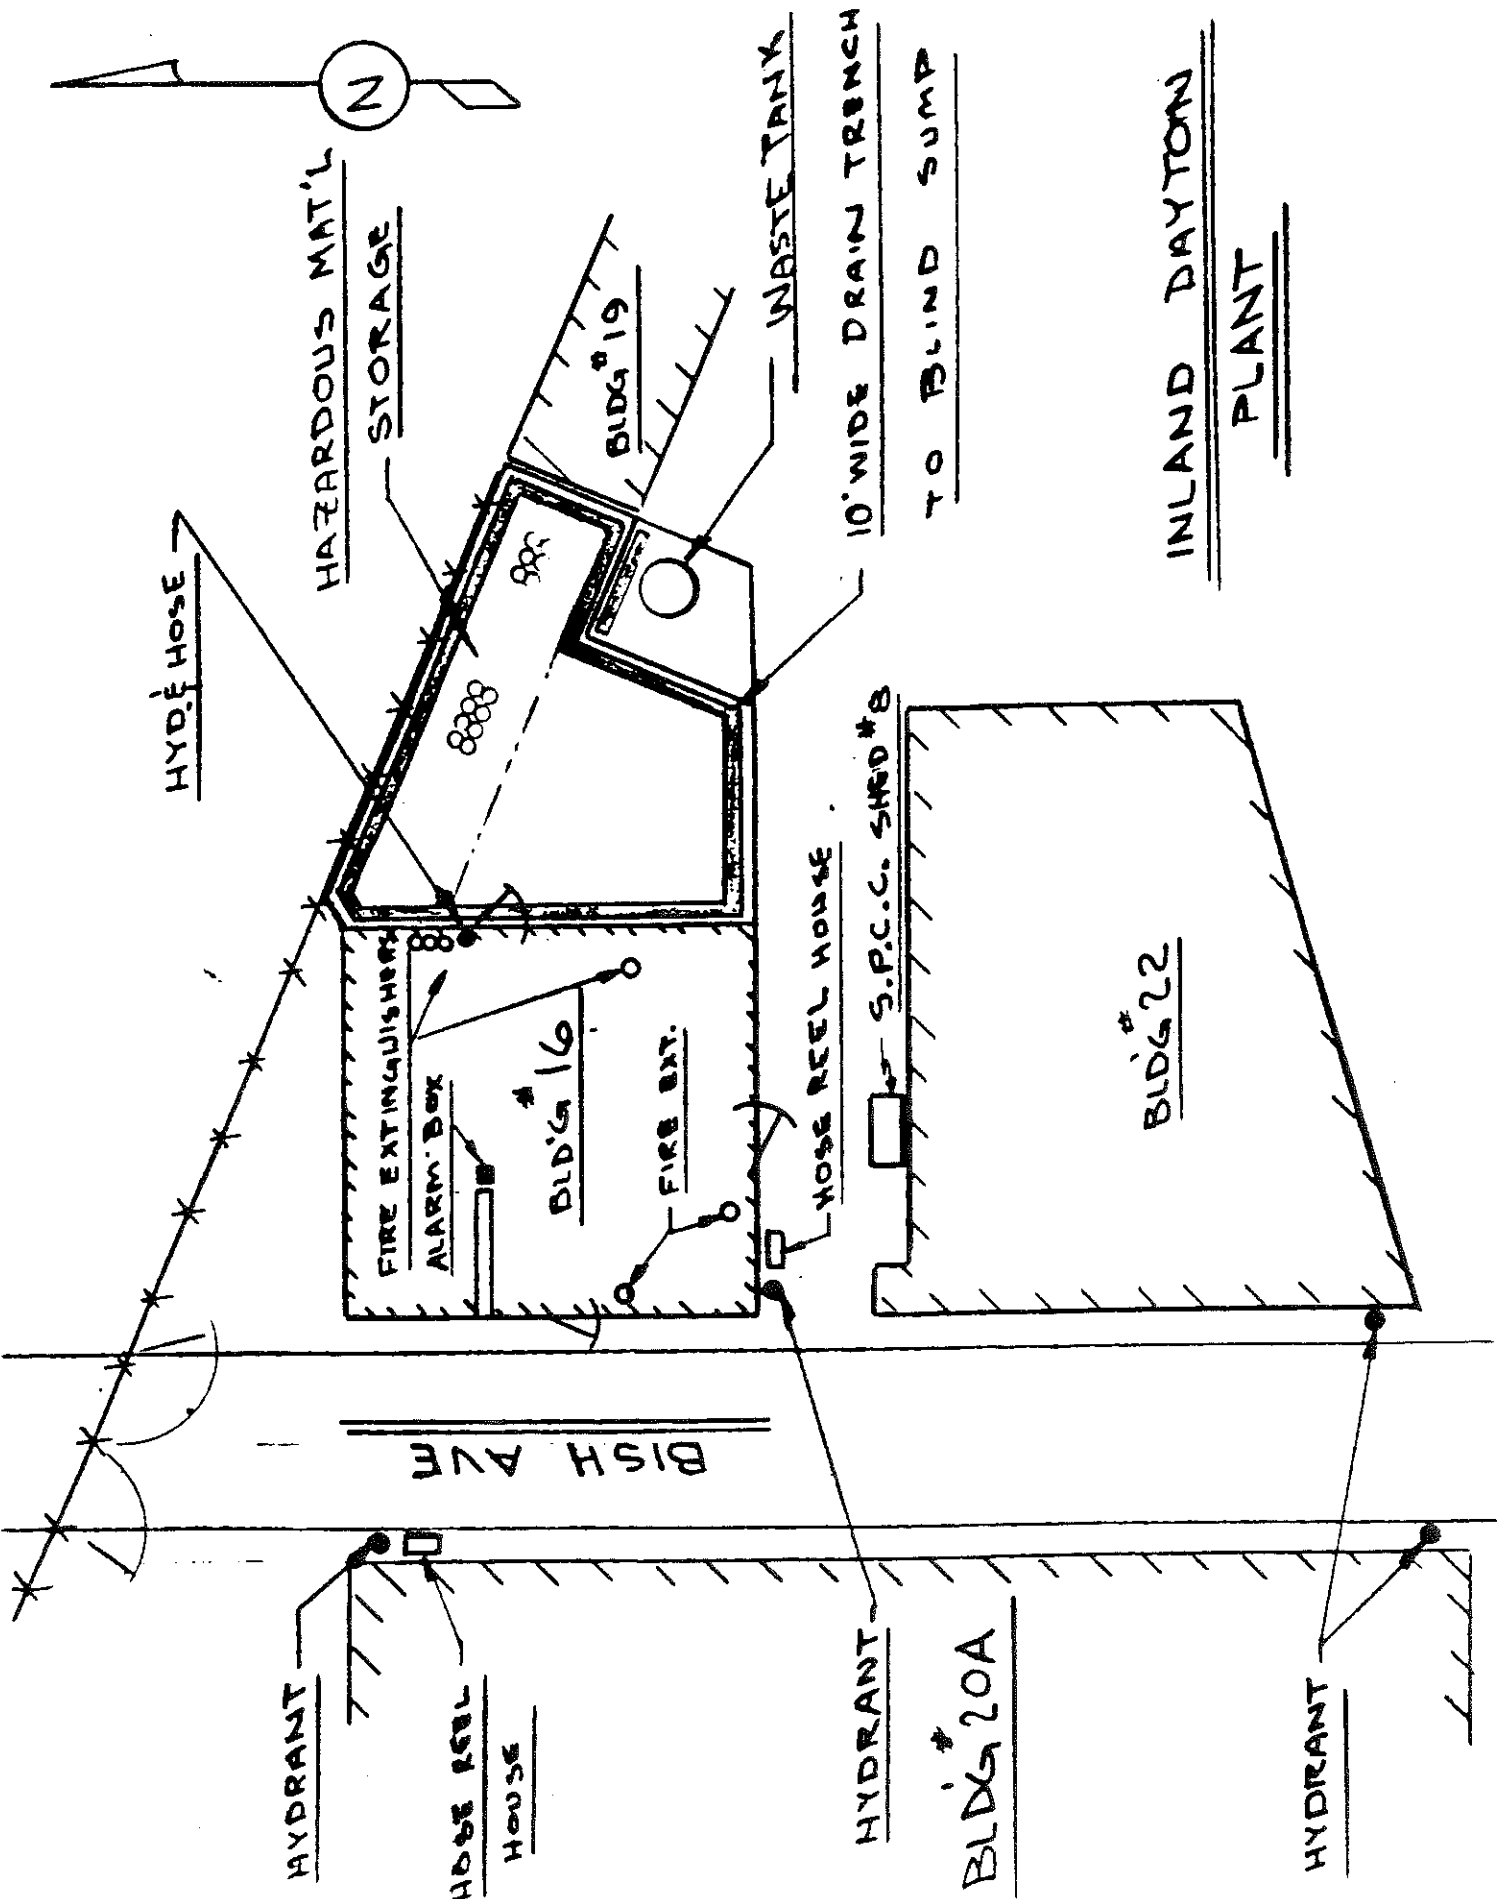 N
HYD. & HOSE
HAZARDOUS MAT'L
STORAGE
BLDG # 19
WASTE TANK
10" WIDE DRAIN TRENCH
TO BLIND SUMP
FIRE EXTINGUISHERS
ALARM BOX
BLD'G # 16
FIRE EXT.
HOSE REEL HOUSE
S.P.C.C. SHED #8
BLD'G # 22
BISH AVE
HYDRANT
HOSE REEL
HOUSE
HYDRANT
BLD'G # 20A
HYDRANT
INLAND DAYTON
PLANT